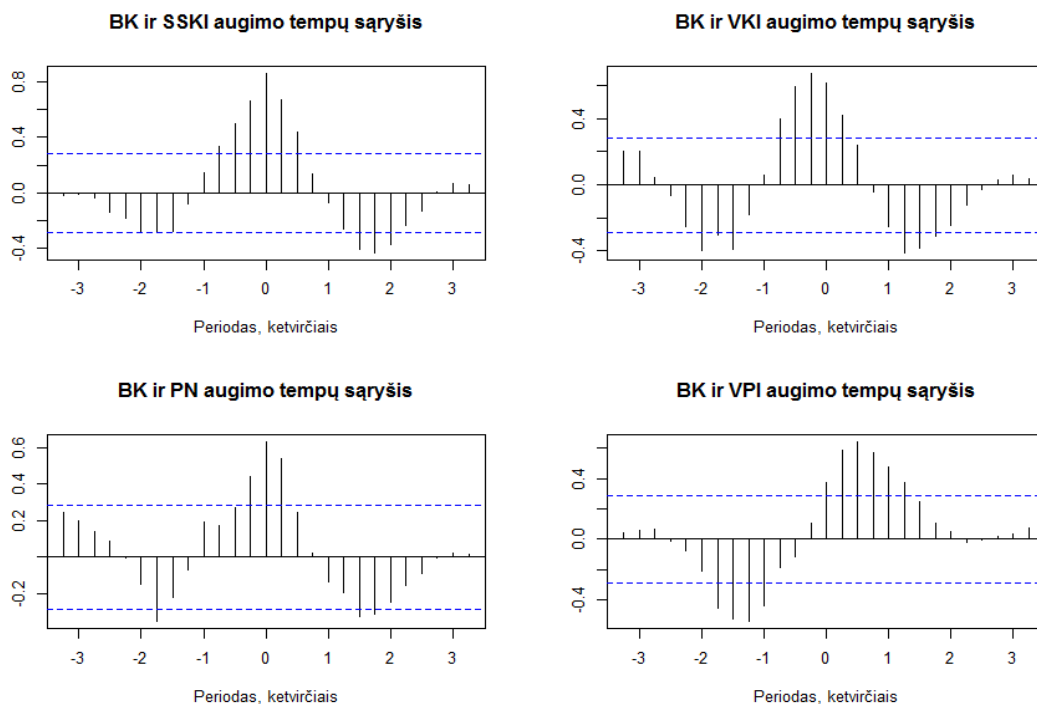 BK ir SSKI augimo tempų sąryšis
0.8
0.4
0.0
-0.4
-3 -2 -1 0 1 2 3
Periodas, ketvirčiais
BK ir VKI augimo tempų sąryšis
0.4
0.0
-0.4
-3 -2 -1 0 1 2 3
Periodas, ketvirčiais
BK ir PN augimo tempų sąryšis
0.6
0.4
0.2
-0.2
-3 -2 -1 0 1 2 3
Periodas, ketvirčiais
BK ir VPI augimo tempų sąryšis
0.4
0.0
-0.4
-3 -2 -1 0 1 2 3
Periodas, ketvirčiais